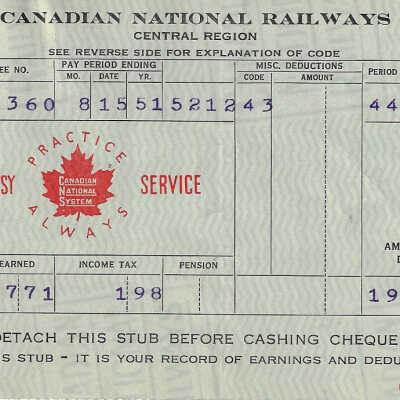 CANADIAN NATIONAL RAILWAYS
CENTRAL REGION
SEE REVERSE SIDE FOR EXPLANATION OF CODE
EE NO. PAY PERIOD ENDING MISC. DEDUCTIONS PERIOD
MO. DATE YR. CODE AMOUNT
360 8 15 51 5212 43 44
PRACTICE
SY CANADIAN NATIONAL SYSTEM SERVICE
ALWAYS
EARNED INCOME TAX PENSION AM
D
771 198 19
DETACH THIS STUB BEFORE CASHING CHEQUE
IS STUB - IT IS YOUR RECORD OF EARNINGS AND DEDU